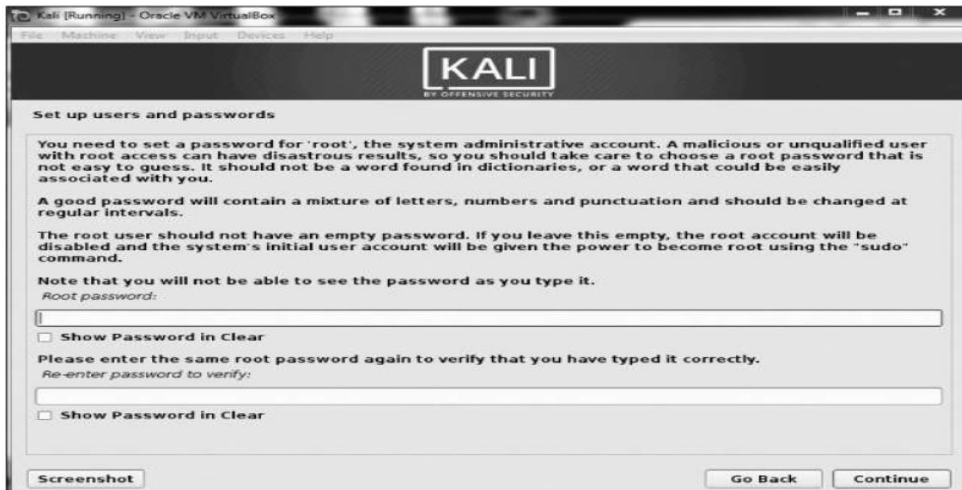 Kali [Running] - Oracle VM VirtualBox
File Machine View Input Devices Help
KALI
BY OFFENSIVE SECURITY
Set up users and passwords
You need to set a password for 'root', the system administrative account. A malicious or unqualified user
with root access can have disastrous results, so you should take care to choose a root password that is
not easy to guess. It should not be a word found in dictionaries, or a word that could be easily
associated with you.
A good password will contain a mixture of letters, numbers and punctuation and should be changed at
regular intervals.
The root user should not have an empty password. If you leave this empty, the root account will be
disabled and the system's initial user account will be given the power to become root using the "sudo"
command.
Note that you will not be able to see the password as you type it.
Root password:
Show Password in Clear
Please enter the same root password again to verify that you have typed it correctly.
Re-enter password to verify:
Show Password in Clear
Screenshot
Go Back
Continue